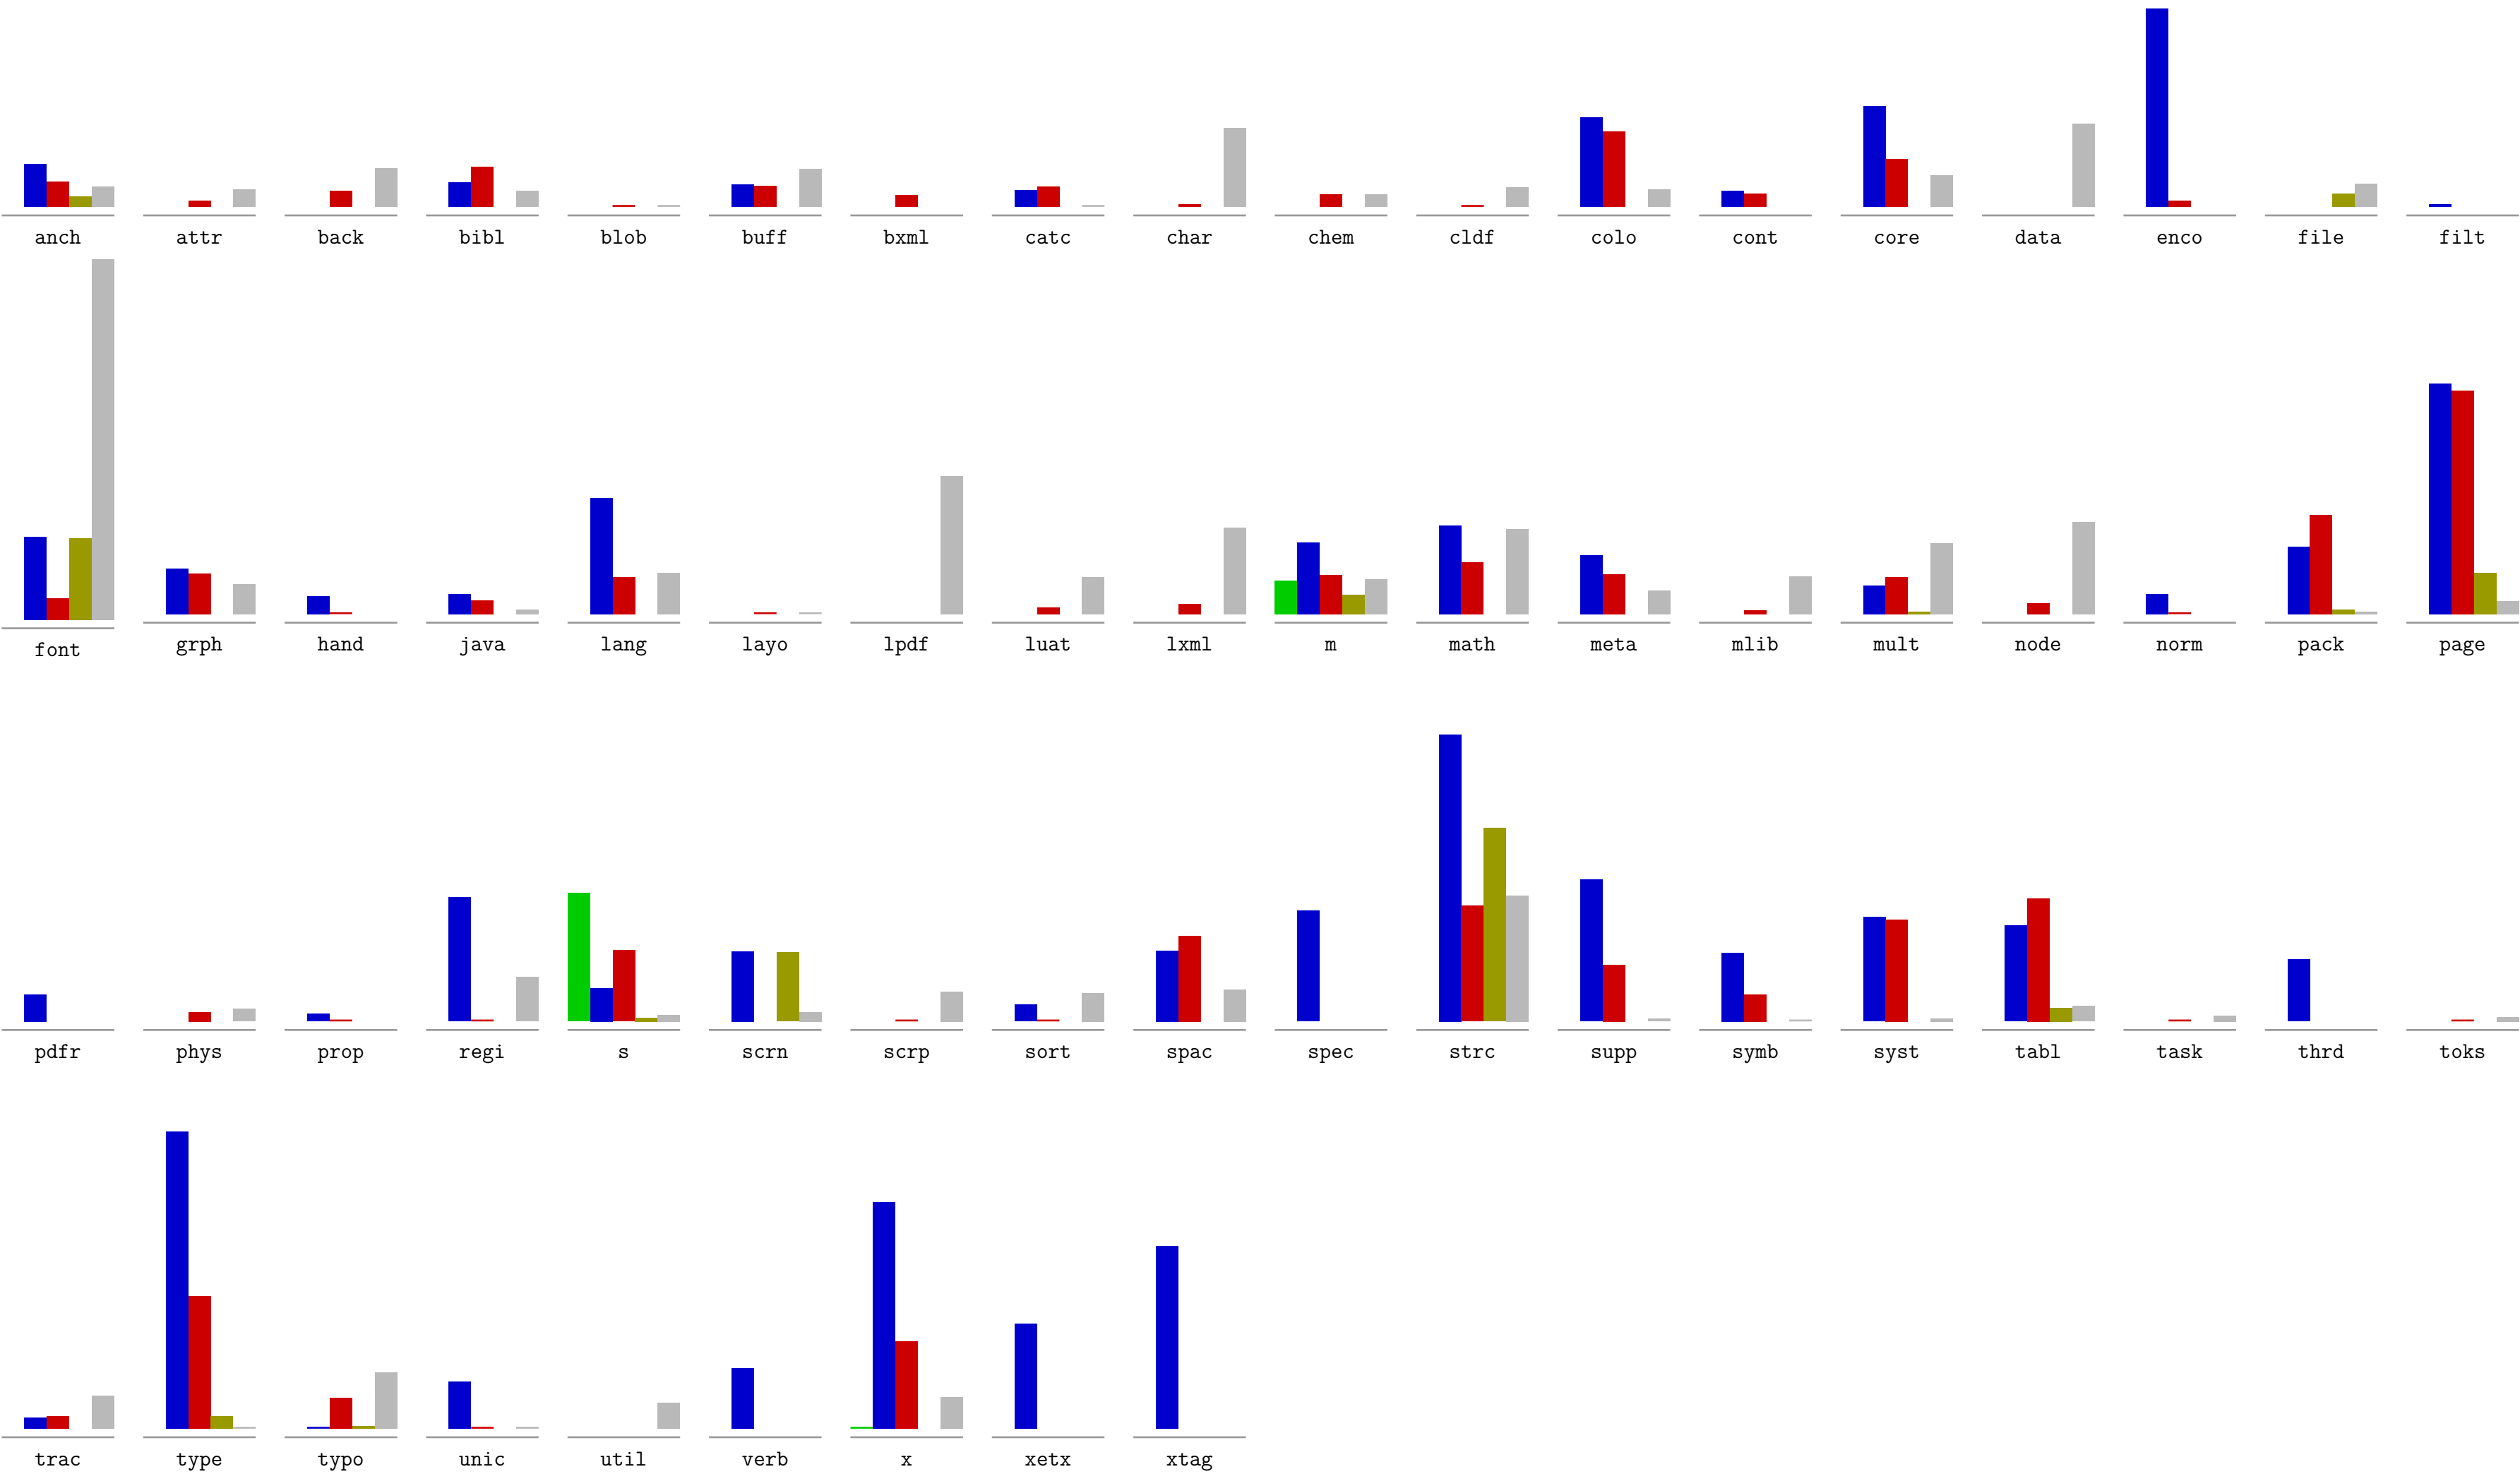 anch attr back bibl blob buff bxml catc char chem cldf colo cont core data enco file filt
font grph hand java lang layo lpdf luat lxml m math meta mlib mult node norm pack page
pdfr phys prop regi s scrn scrp sort spac spec strc supp symb syst tabl task thrd toks
trac type typo unic util verb x xetx xtag